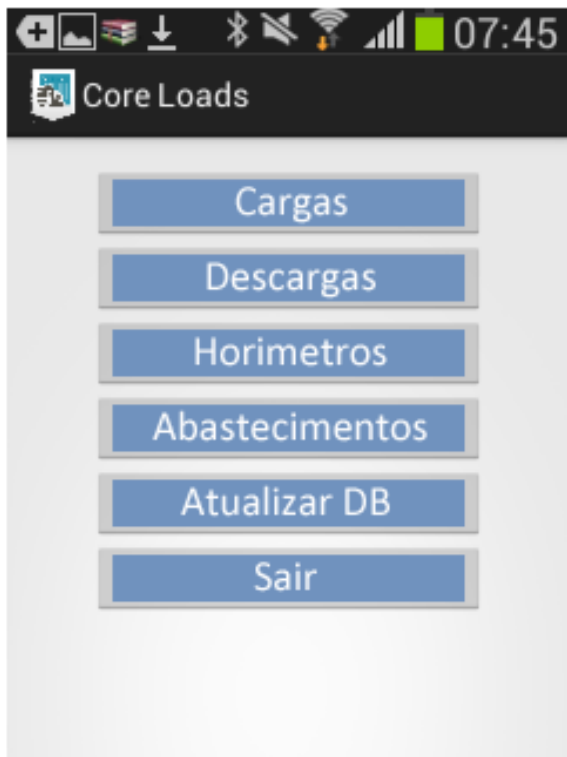 07:45
Core Loads
Cargas
Descargas
Horimetros
Abastecimentos
Atualizar DB
Sair